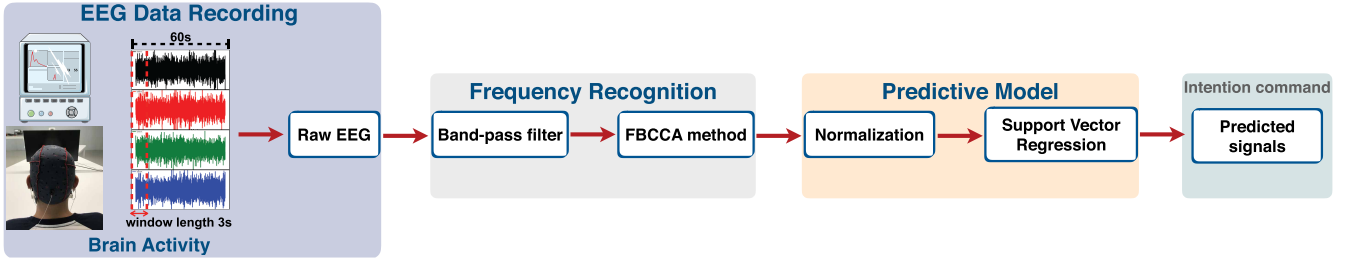 EEG Data Recording
60s
window length 3s
Brain Activity
Raw EEG
Frequency Recognition
Band-pass filter
FBCCA method
Predictive Model
Normalization
Support Vector
Regression
Intention command
Predicted
signals